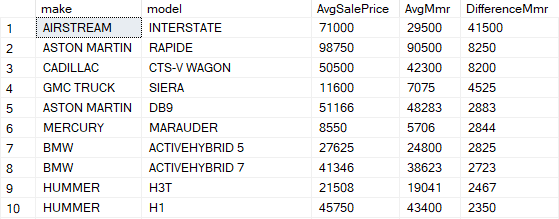 make model AvgSalePrice AvgMmr DifferenceMmr
1 AIRSTREAM INTERSTATE 71000 29500 41500
2 ASTON MARTIN RAPIDE 98750 90500 8250
3 CADILLAC CTS-V WAGON 50500 42300 8200
4 GMC TRUCK SIERA 11600 7075 4525
5 ASTON MARTIN DB9 51166 48283 2883
6 MERCURY MARAUDER 8550 5706 2844
7 BMW ACTIVEHYBRID 5 27625 24800 2825
8 BMW ACTIVEHYBRID 7 41346 38623 2723
9 HUMMER H3T 21508 19041 2467
10 HUMMER H1 45750 43400 2350